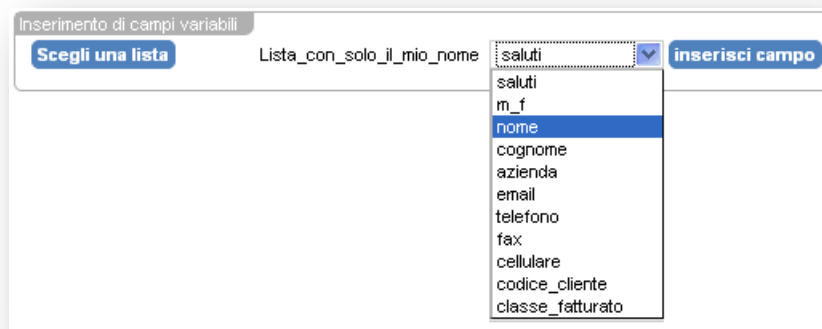 Inserimento di campi variabili
Scegli una lista Lista_con_solo_il_mio_nome saluti inserisci campo
saluti
m_f
nome
cognome
azienda
email
telefono
fax
cellulare
codice_cliente
classe_fatturato